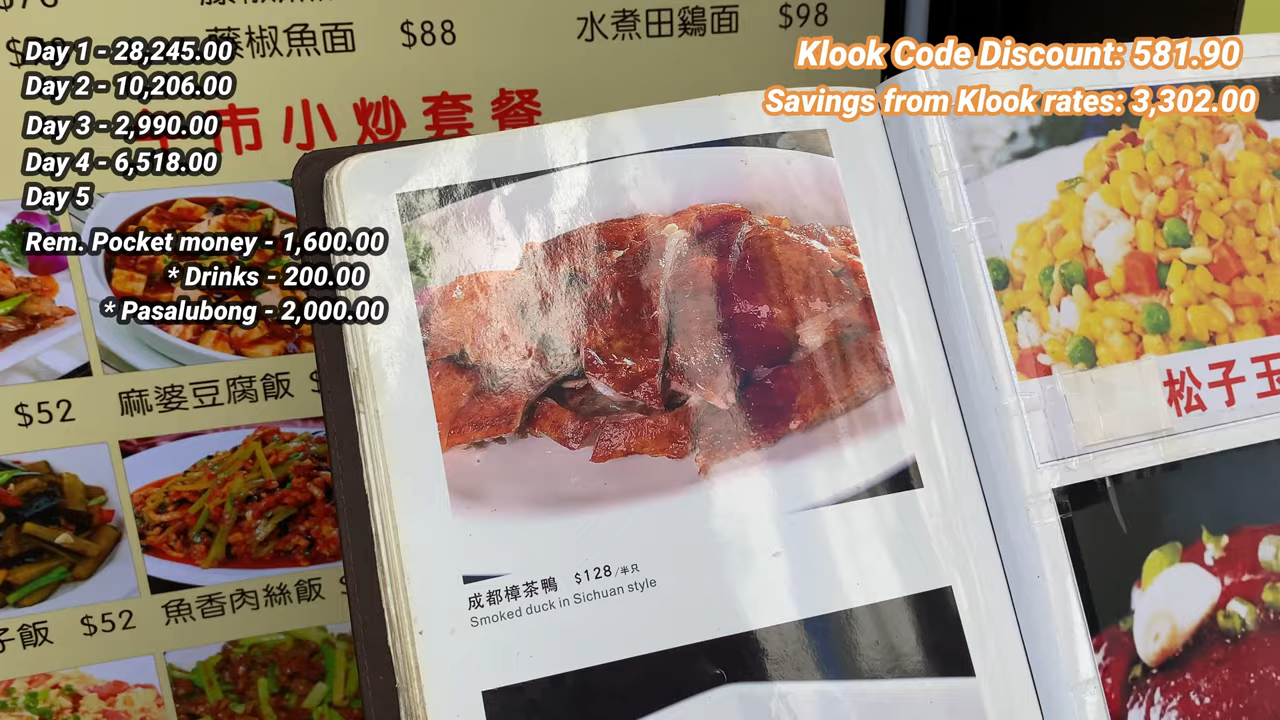 藤椒魚面 $88
水煮田鷄面 $98
市小炒套餐
Day 1 - 28,245.00
Day 2 - 10,206.00
Day 3 - 2,990.00
Day 4 - 6,518.00
Day 5
Rem. Pocket money - 1,600.00
* Drinks - 200.00
* Pasalubong - 2,000.00
Klook Code Discount: 581.90
Savings from Klook rates: 3,302.00
$52 麻婆豆腐飯 $
子飯 $52 魚香肉絲飯
成都樟茶鴨 $128/半只
Smoked duck in Sichuan style
松子玉